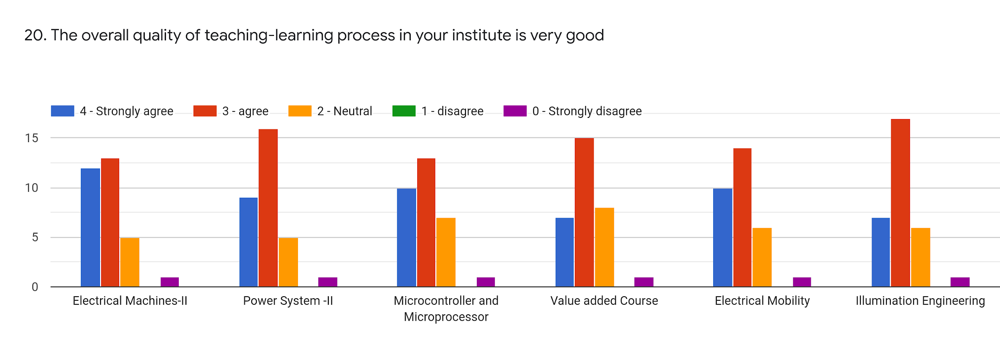 20. The overall quality of teaching-learning process in your institute is very good
4 - Strongly agree 3 - agree 2 - Neutral 1 - disagree 0 - Strongly disagree
15
10
5
0
Electrical Machines-II Power System -II Microcontroller and Value added Course Electrical Mobility Illumination Engineering
Microprocessor